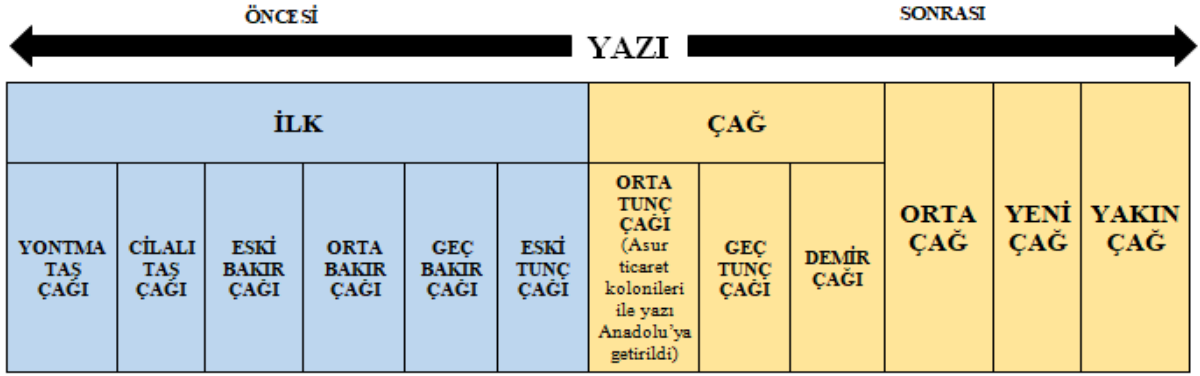 ÖNCESİ
SONRASI
YAZI
İLK
ÇAĞ
YONTMA
TAŞ
ÇAĞI
CİLALI
TAŞ
ÇAĞI
ESKİ
BAKIR
ÇAĞI
ORTA
BAKIR
ÇAĞI
GEÇ
BAKIR
ÇAĞI
ESKİ
TUNÇ
ÇAĞI
ORTA
TUNÇ
ÇAĞI
(Asur
ticaret
kolonileri
ile yazı
Anadolu’ya
getirildi)
GEÇ
TUNÇ
ÇAĞI
DEMİR
ÇAĞI
ORTA
ÇAĞ
YENİ
ÇAĞ
YAKIN
ÇAĞ